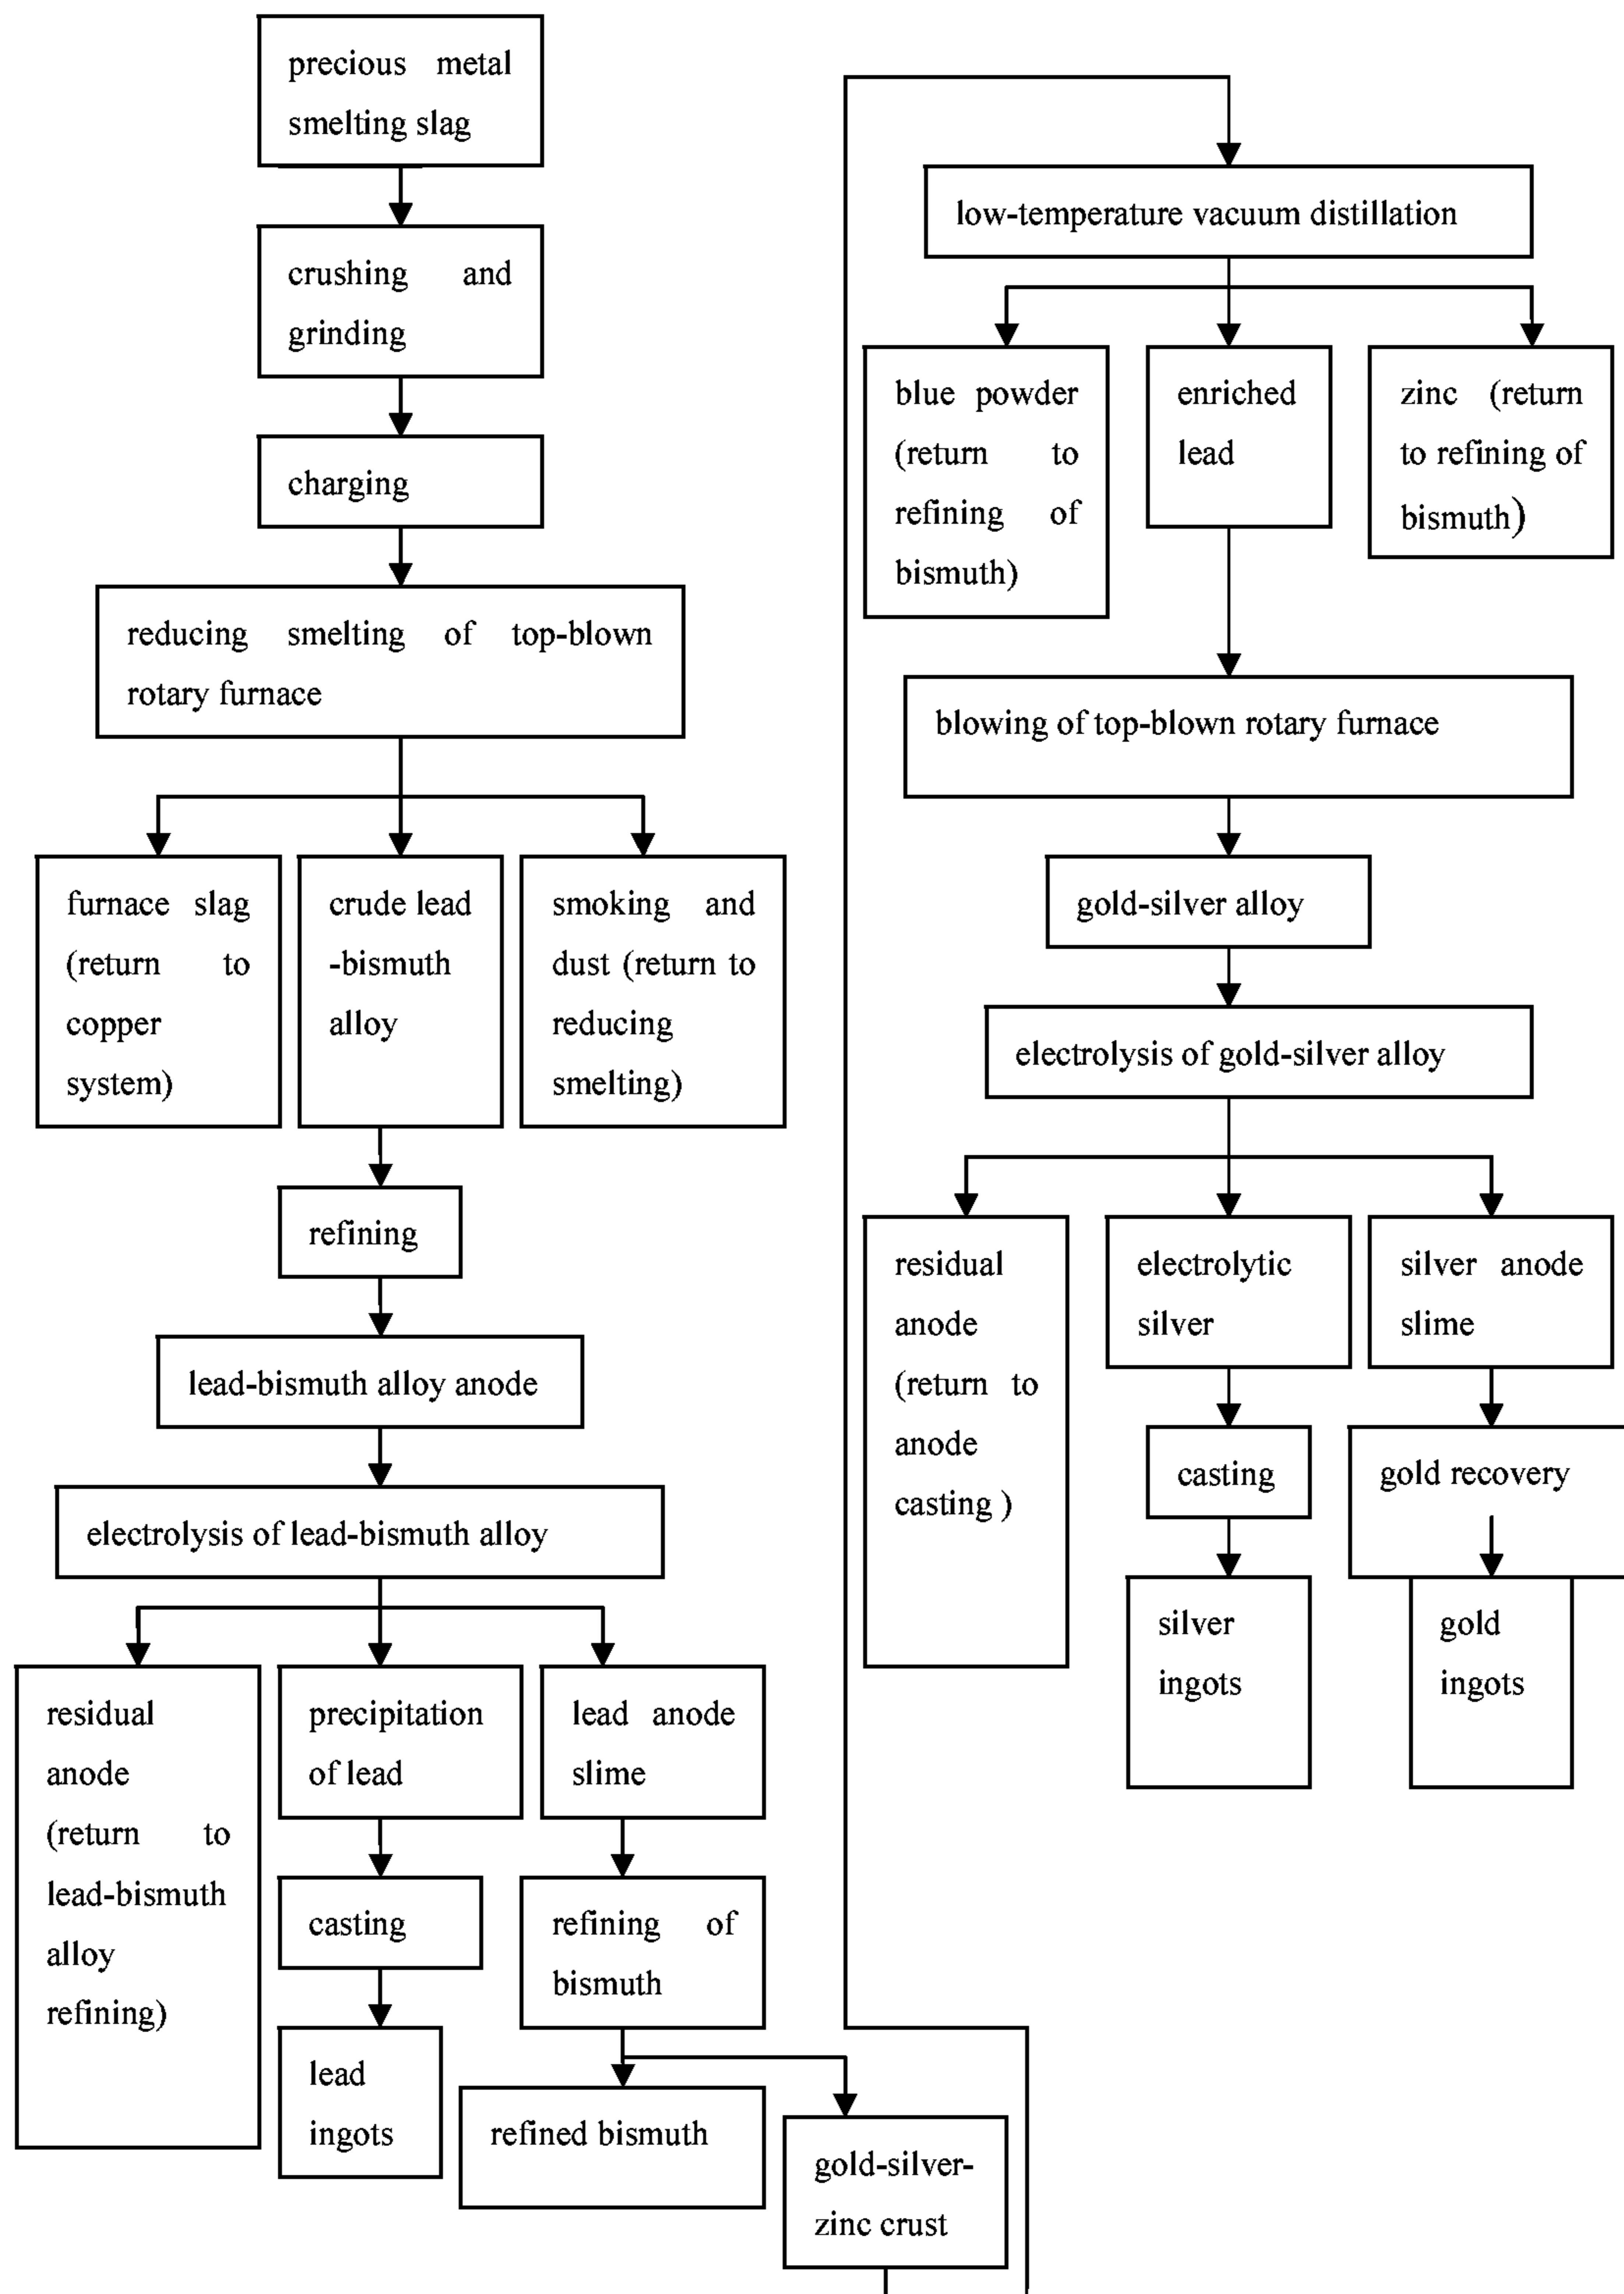 precious metal
smelting slag
crushing and
grinding
charging
reducing smelting of top-blown
rotary furnace
furnace slag
(return to
copper
system)
crude lead
-bismuth
alloy
smoking and
dust (return to
reducing
smelting)
refining
lead-bismuth alloy anode
electrolysis of lead-bismuth alloy
residual
anode
(return to
lead-bismuth
alloy
refining)
precipitation
of lead
lead anode
slime
casting
refining of
bismuth
lead
ingots
refined bismuth
gold-silver-
zinc crust
low-temperature vacuum distillation
blue powder
(return to
refining of
bismuth)
enriched
lead
zinc (return
to refining of
bismuth)
blowing of top-blown rotary furnace
gold-silver alloy
electrolysis of gold-silver alloy
residual
anode
(return to
anode
casting )
electrolytic
silver
silver anode
slime
casting
gold recovery
silver
ingots
gold
ingots